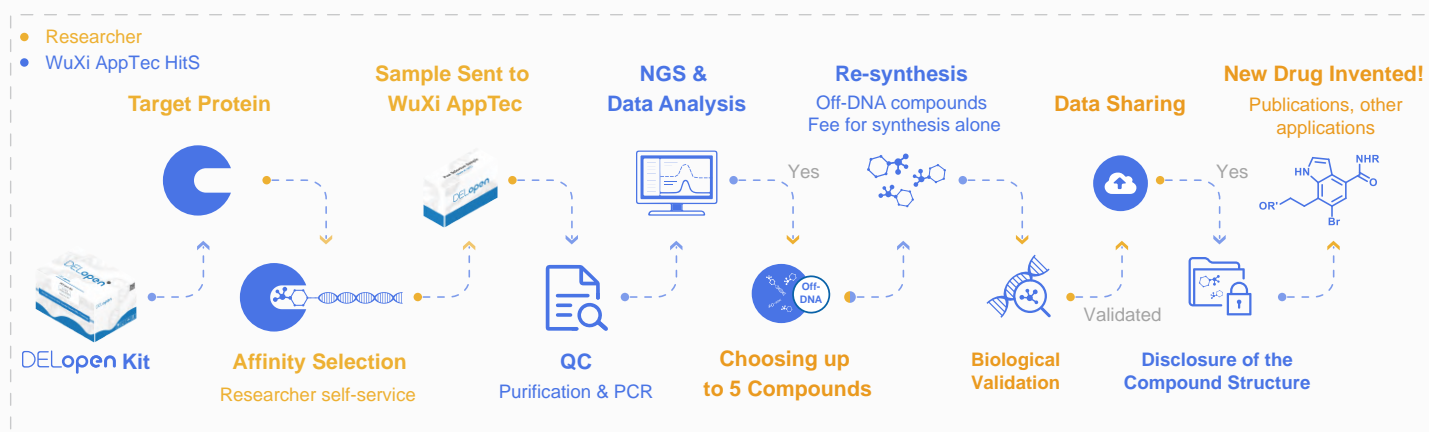 Researcher
WuXi AppTec HitS
DELopen Kit
Target Protein
Affinity Selection
Researcher self-service
Sample Sent to
WuXi AppTec
DELopen
QC
Purification & PCR
NGS &
Data Analysis
Yes
Choosing up
to 5 Compounds
Off-
DNA
Re-synthesis
Off-DNA compounds
Fee for synthesis alone
Biological
Validation
Validated
Data Sharing
Yes
Disclosure of the
Compound Structure
New Drug Invented!
Publications, other
applications
HN
NHR
O
OR'
Br
DELopen